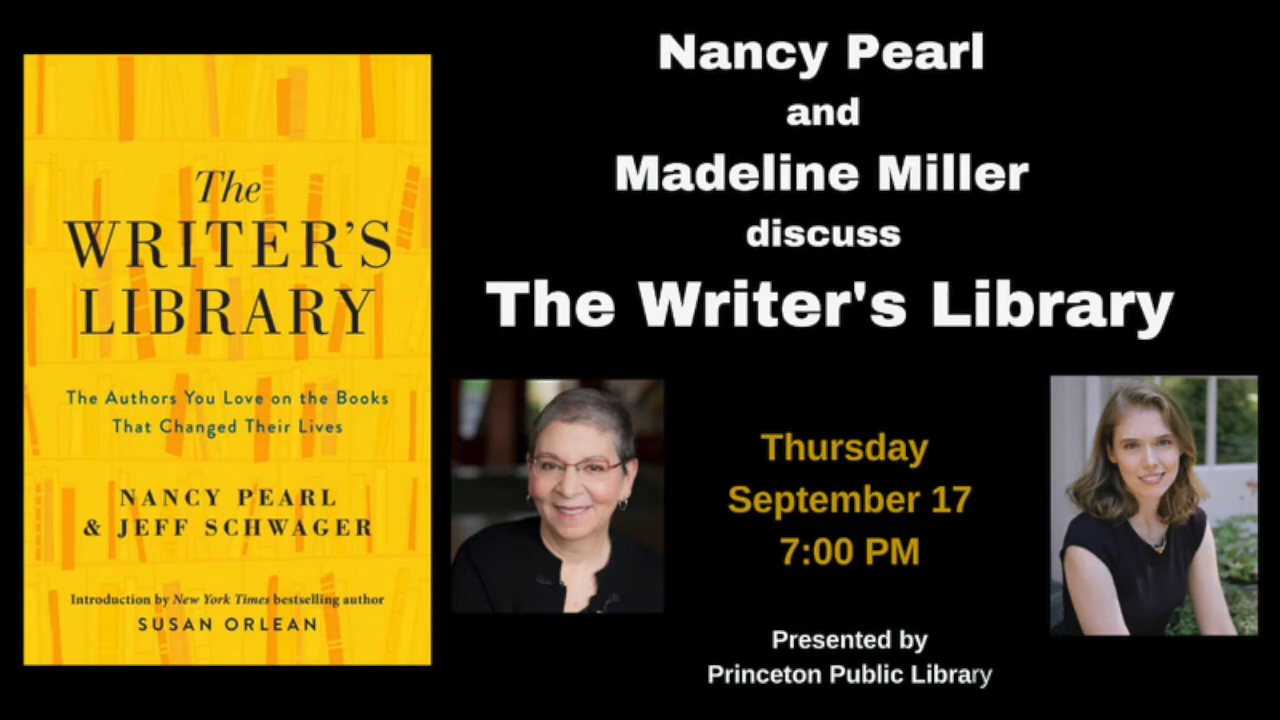 The
WRITER'S
LIBRARY
The Authors You Love on the Books
That Changed Their Lives
NANCY PEARL
& JEFF SCHWAGER
Introduction by New York Times bestselling author
SUSAN ORLEAN
Nancy Pearl
and
Madeline Miller
discuss
The Writer's Library
Thursday
September 17
7:00 PM
Presented by
Princeton Public Library